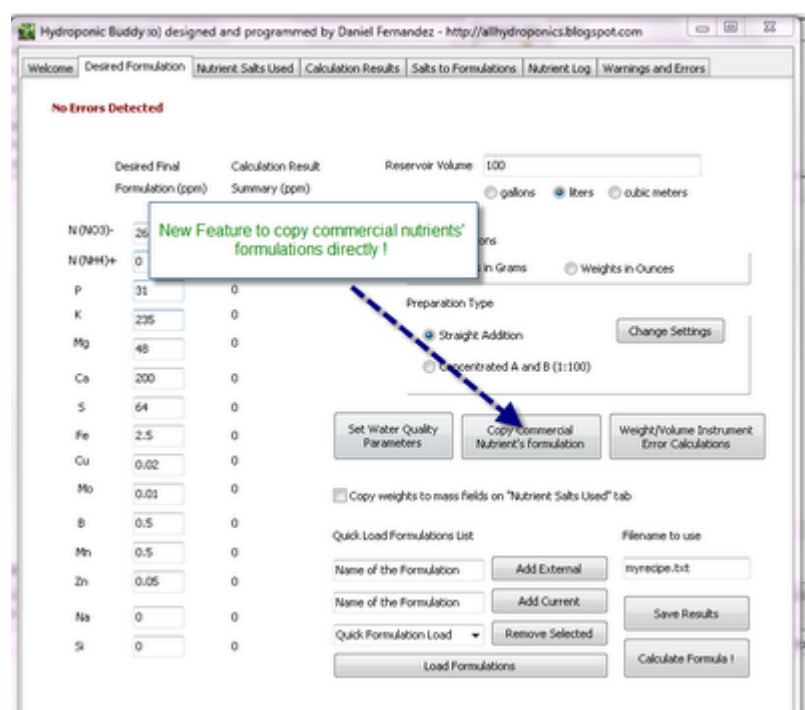 Hydroponic Buddy designed and programmed by Daniel Fernandez - http://allhydroponics.blogspot.com
Welcome Desired Formulation Nutrient Salts Used Calculation Results Salts to Formulations Nutrient Log Warnings and Errors
No Errors Detected
Desired Final Calculation Result Reservoir Volume 100
Formulation (ppm) Summary (ppm)
gallons liters cubic meters
New Feature to copy commercial nutrients'
formulations directly !
N (NO3)- 26
N (NH4)+ 0
in Grams Weights in Ounces
P 31 0
Preparation Type
K 235 0
Straight Addition Change Settings
Mg 48 0
Concentrated A and B (1:100)
Ca 200 0
S 64 0
Set Water Quality
Parameters
Copy Commercial
Nutrient's formulation
Weight/Volume Instrument
Error Calculations
Fe 2.5 0
Cu 0.02 0
Mo 0.01 0
Copy weights to mass fields on "Nutrient Salts Used" tab
B 0.5 0
Quick Load Formulations List Filename to use
Mn 0.5 0
Name of the Formulation Add External myrecipe.txt
Zn 0.05 0
Name of the Formulation Add Current Save Results
Na 0 0
Quick Formulation Load Remove Selected
Si 0 0
Load Formulations Calculate Formula !